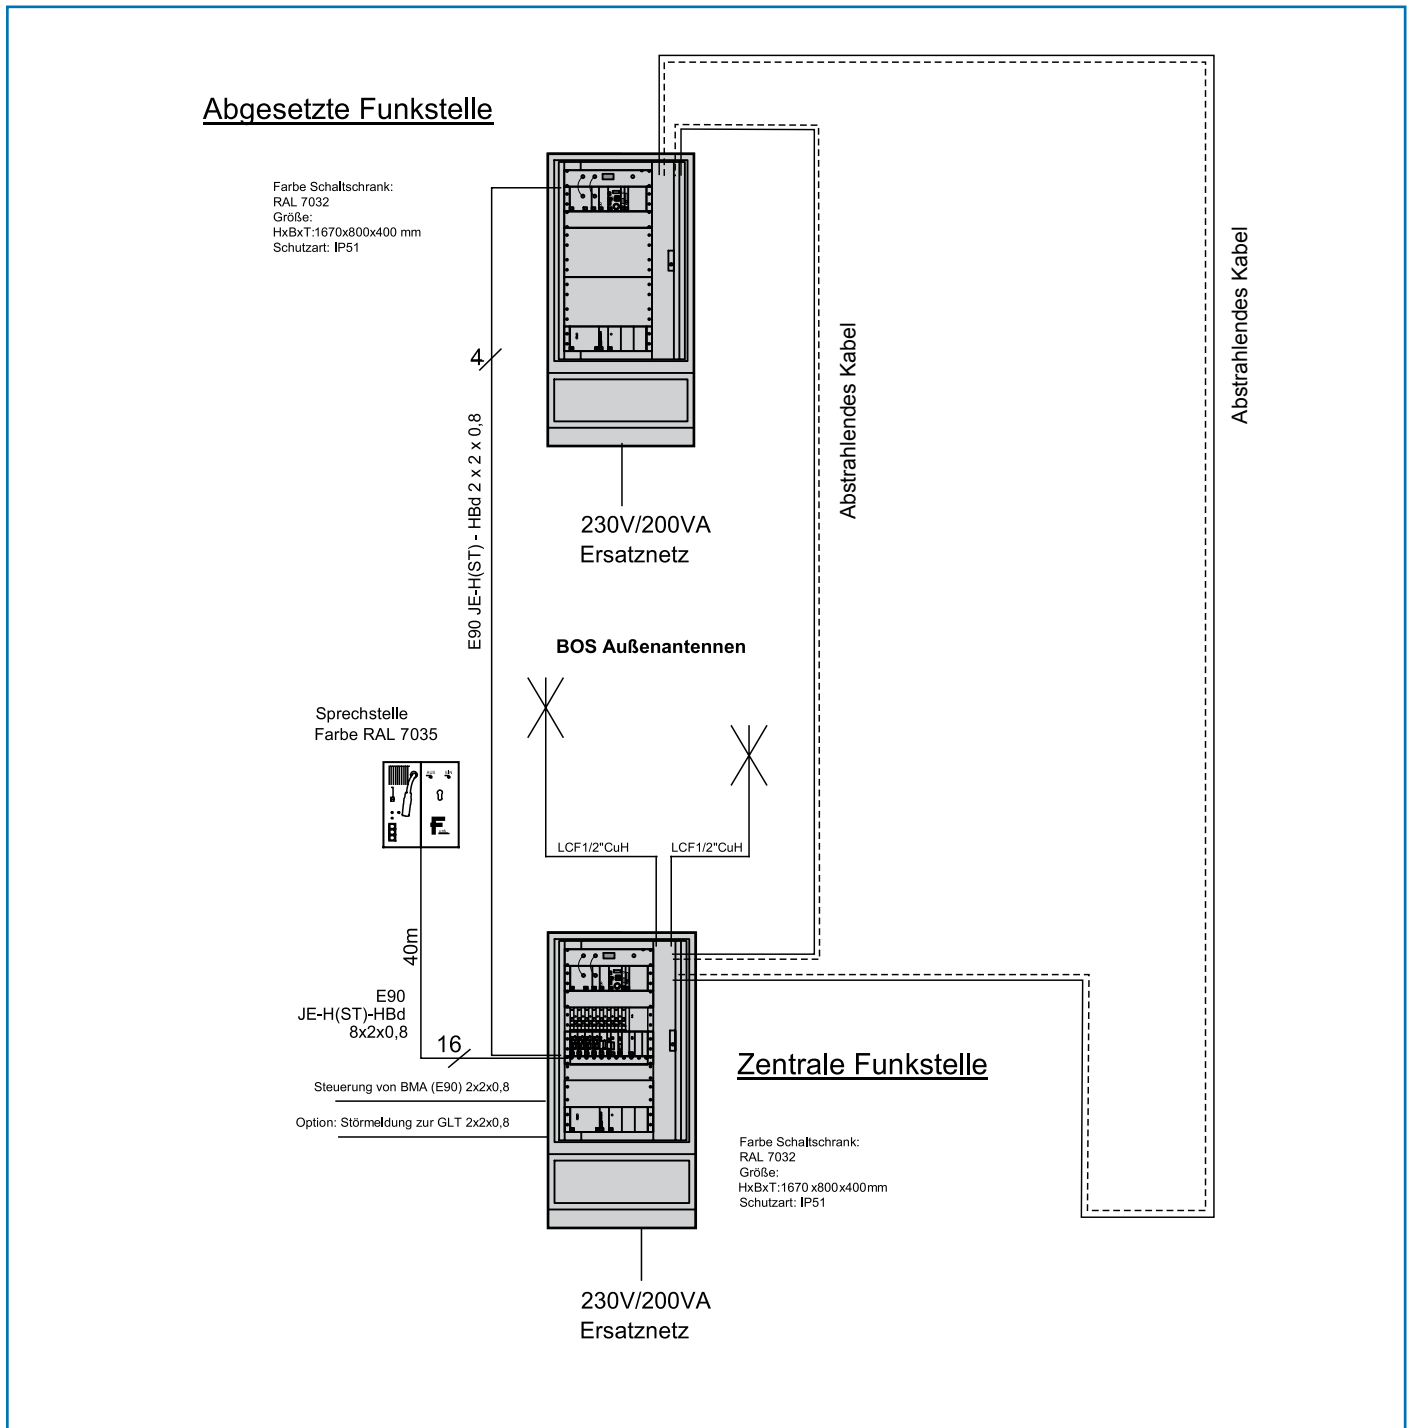 Abgesetzte Funkstelle
Farbe Schaltschrank:
RAL 7032
Größe:
HxBxT:1670x800x400 mm
Schutzart: IP51
4
E90 JE-H(ST) - HBd 2 x 2 x 0,8
Abstrahlendes Kabel
Abstrahlendes Kabel
230V/200VA
Ersatznetz
BOS Außenantennen
Sprechstelle
Farbe RAL 7035
AUS EIN
F
LCF1/2"CuH
LCF1/2"CuH
40m
E90
JE-H(ST)-HBd
8x2x0,8
16
Steuerung von BMA (E90) 2x2x0,8
Option: Störmeldung zur GLT 2x2x0,8
Zentrale Funkstelle
Farbe Schaltschrank:
RAL 7032
Größe:
HxBxT:1670 x800x400mm
Schutzart: IP51
230V/200VA
Ersatznetz